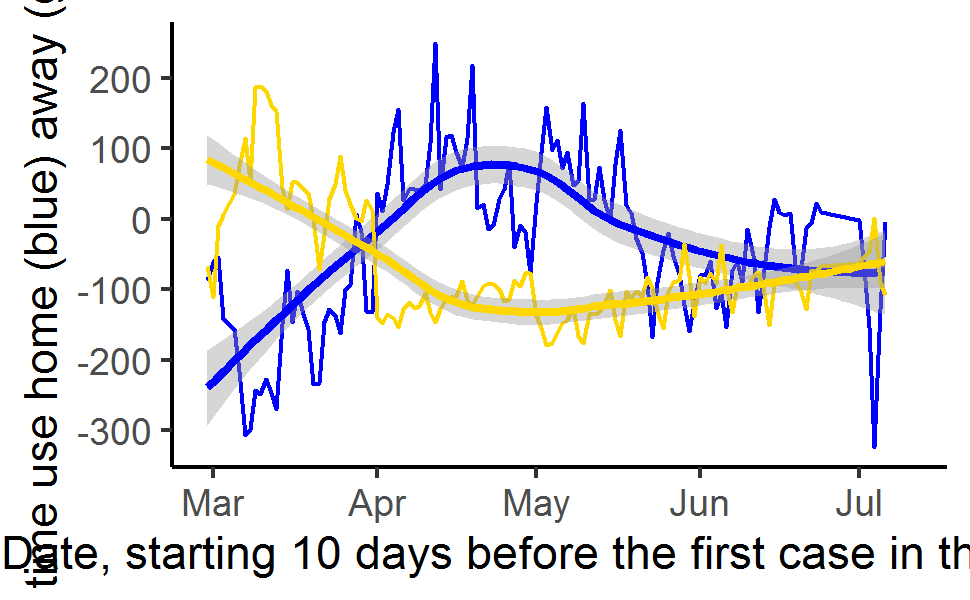 time use home (blue) away (
200
100
0
-100
-200
-300
Mar Apr May Jun Jul
Date, starting 10 days before the first case in th